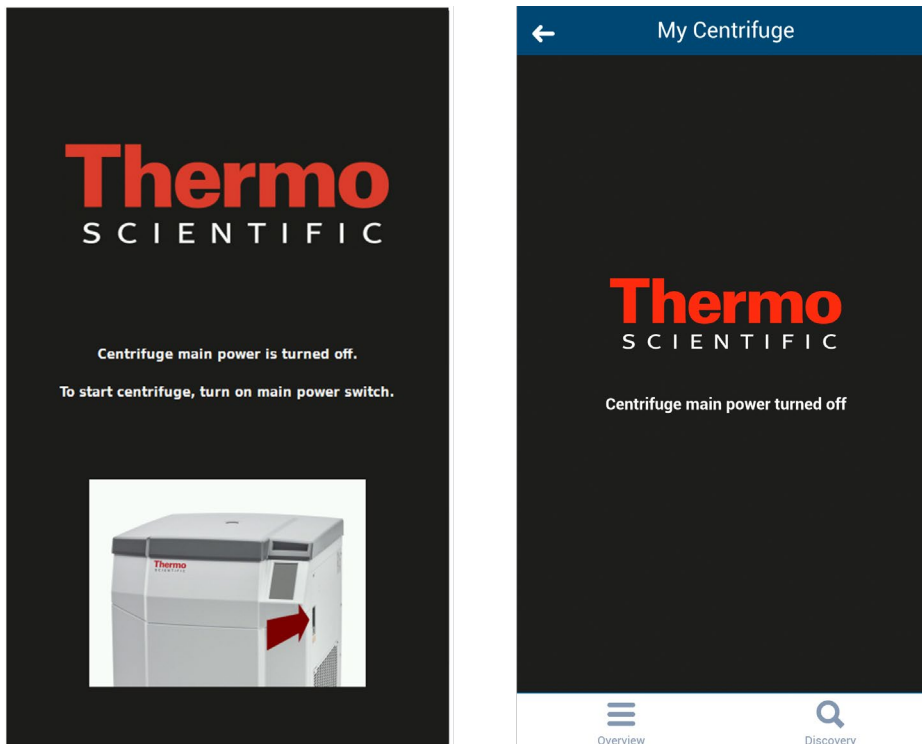 Thermo
SCIENTIFIC
Centrifuge main power is turned off.
To start centrifuge, turn on main power switch.
Thermo
SCIENTIFIC
My Centrifuge
Thermo
SCIENTIFIC
Centrifuge main power turned off
Overview
Discovery